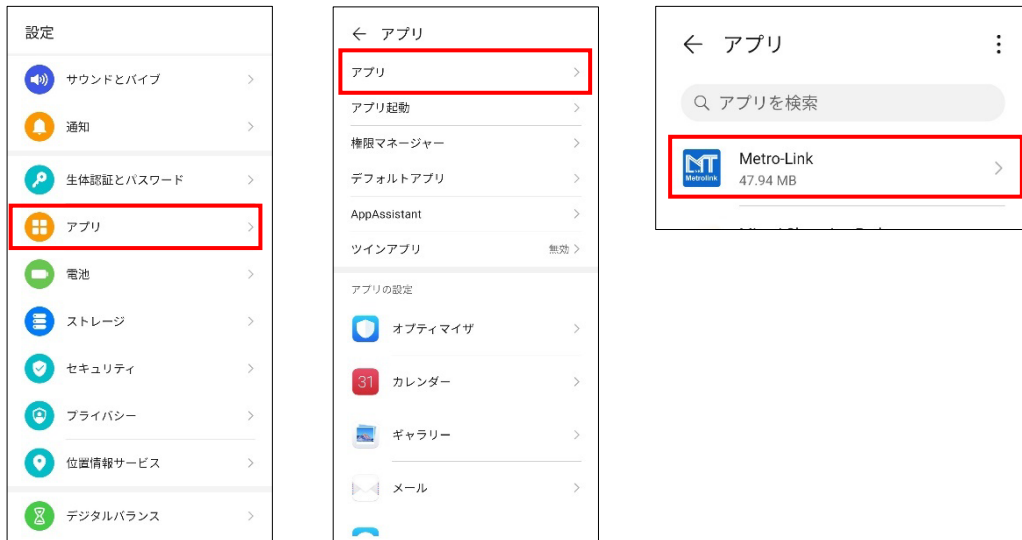 設定
サウンドとバイブ
通知
生体認証とパスワード
アプリ
電池
ストレージ
セキュリティ
プライバシー
位置情報サービス
デジタルバランス
← アプリ
アプリ
アプリ起動
権限マネージャー
デフォルトアプリ
AppAssistant
ツインアプリ 無効
アプリの設定
オプティマイザ
31 カレンダー
ギャラリー
メール
← アプリ
アプリを検索
MT
Metrolink
Metro-Link
47.94 MB